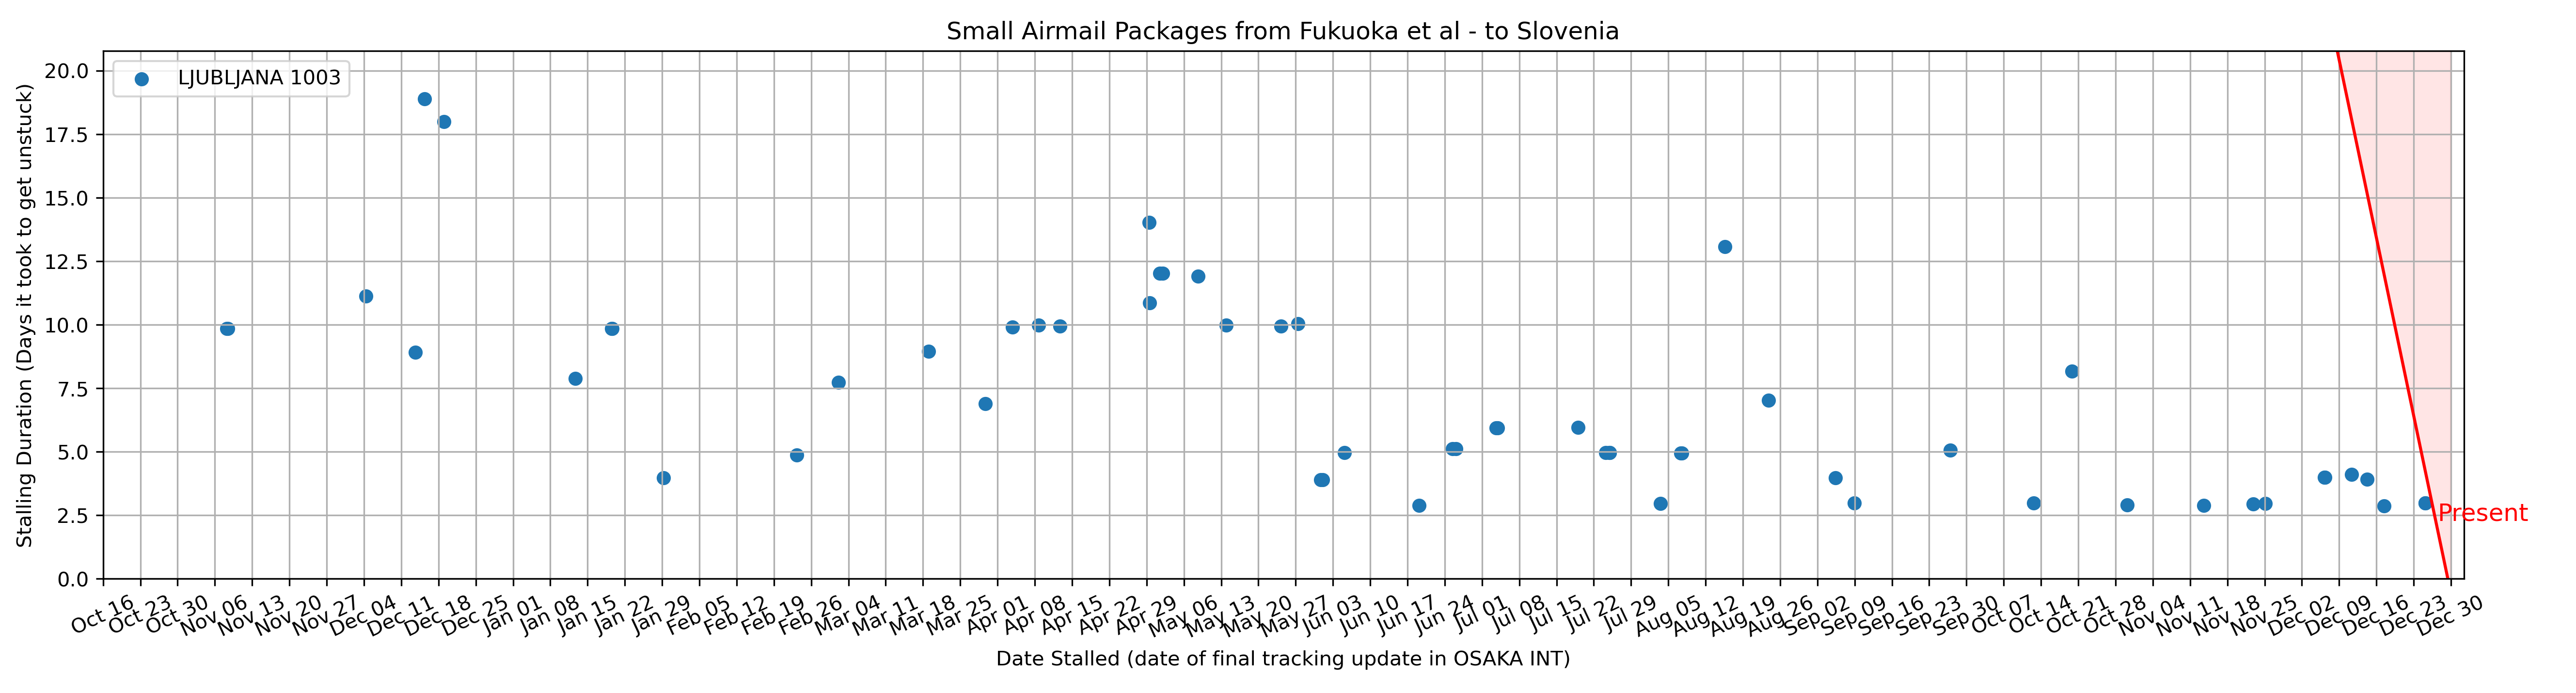 Small Airmail Packages from Fukuoka et al - to Slovenia
LJUBLJANA 1003
Stalling Duration (Days it took to get unstuck)
20.0
17.5
15.0
12.5
10.0
7.5
5.0
2.5
0.0
Present
Oct 16
Oct 23
Oct 30
Nov 06
Nov 13
Nov 20
Nov 27
Dec 04
Dec 11
Dec 18
Dec 25
Jan 01
Jan 08
Jan 15
Jan 22
Jan 29
Feb 05
Feb 12
Feb 19
Feb 26
Mar 04
Mar 11
Mar 18
Mar 25
Apr 01
Apr 08
Apr 15
Apr 22
Apr 29
May 06
May 13
May 20
May 27
Jun 03
Jun 10
Jun 17
Jun 24
Jul 01
Jul 08
Jul 15
Jul 22
Jul 29
Aug 05
Aug 12
Aug 19
Aug 26
Sep 02
Sep 09
Sep 16
Sep 23
Sep 30
Oct 07
Oct 14
Oct 21
Oct 28
Nov 04
Nov 11
Nov 18
Nov 25
Dec 02
Dec 09
Dec 16
Dec 23
Dec 30
Date Stalled (date of final tracking update in OSAKA INT)